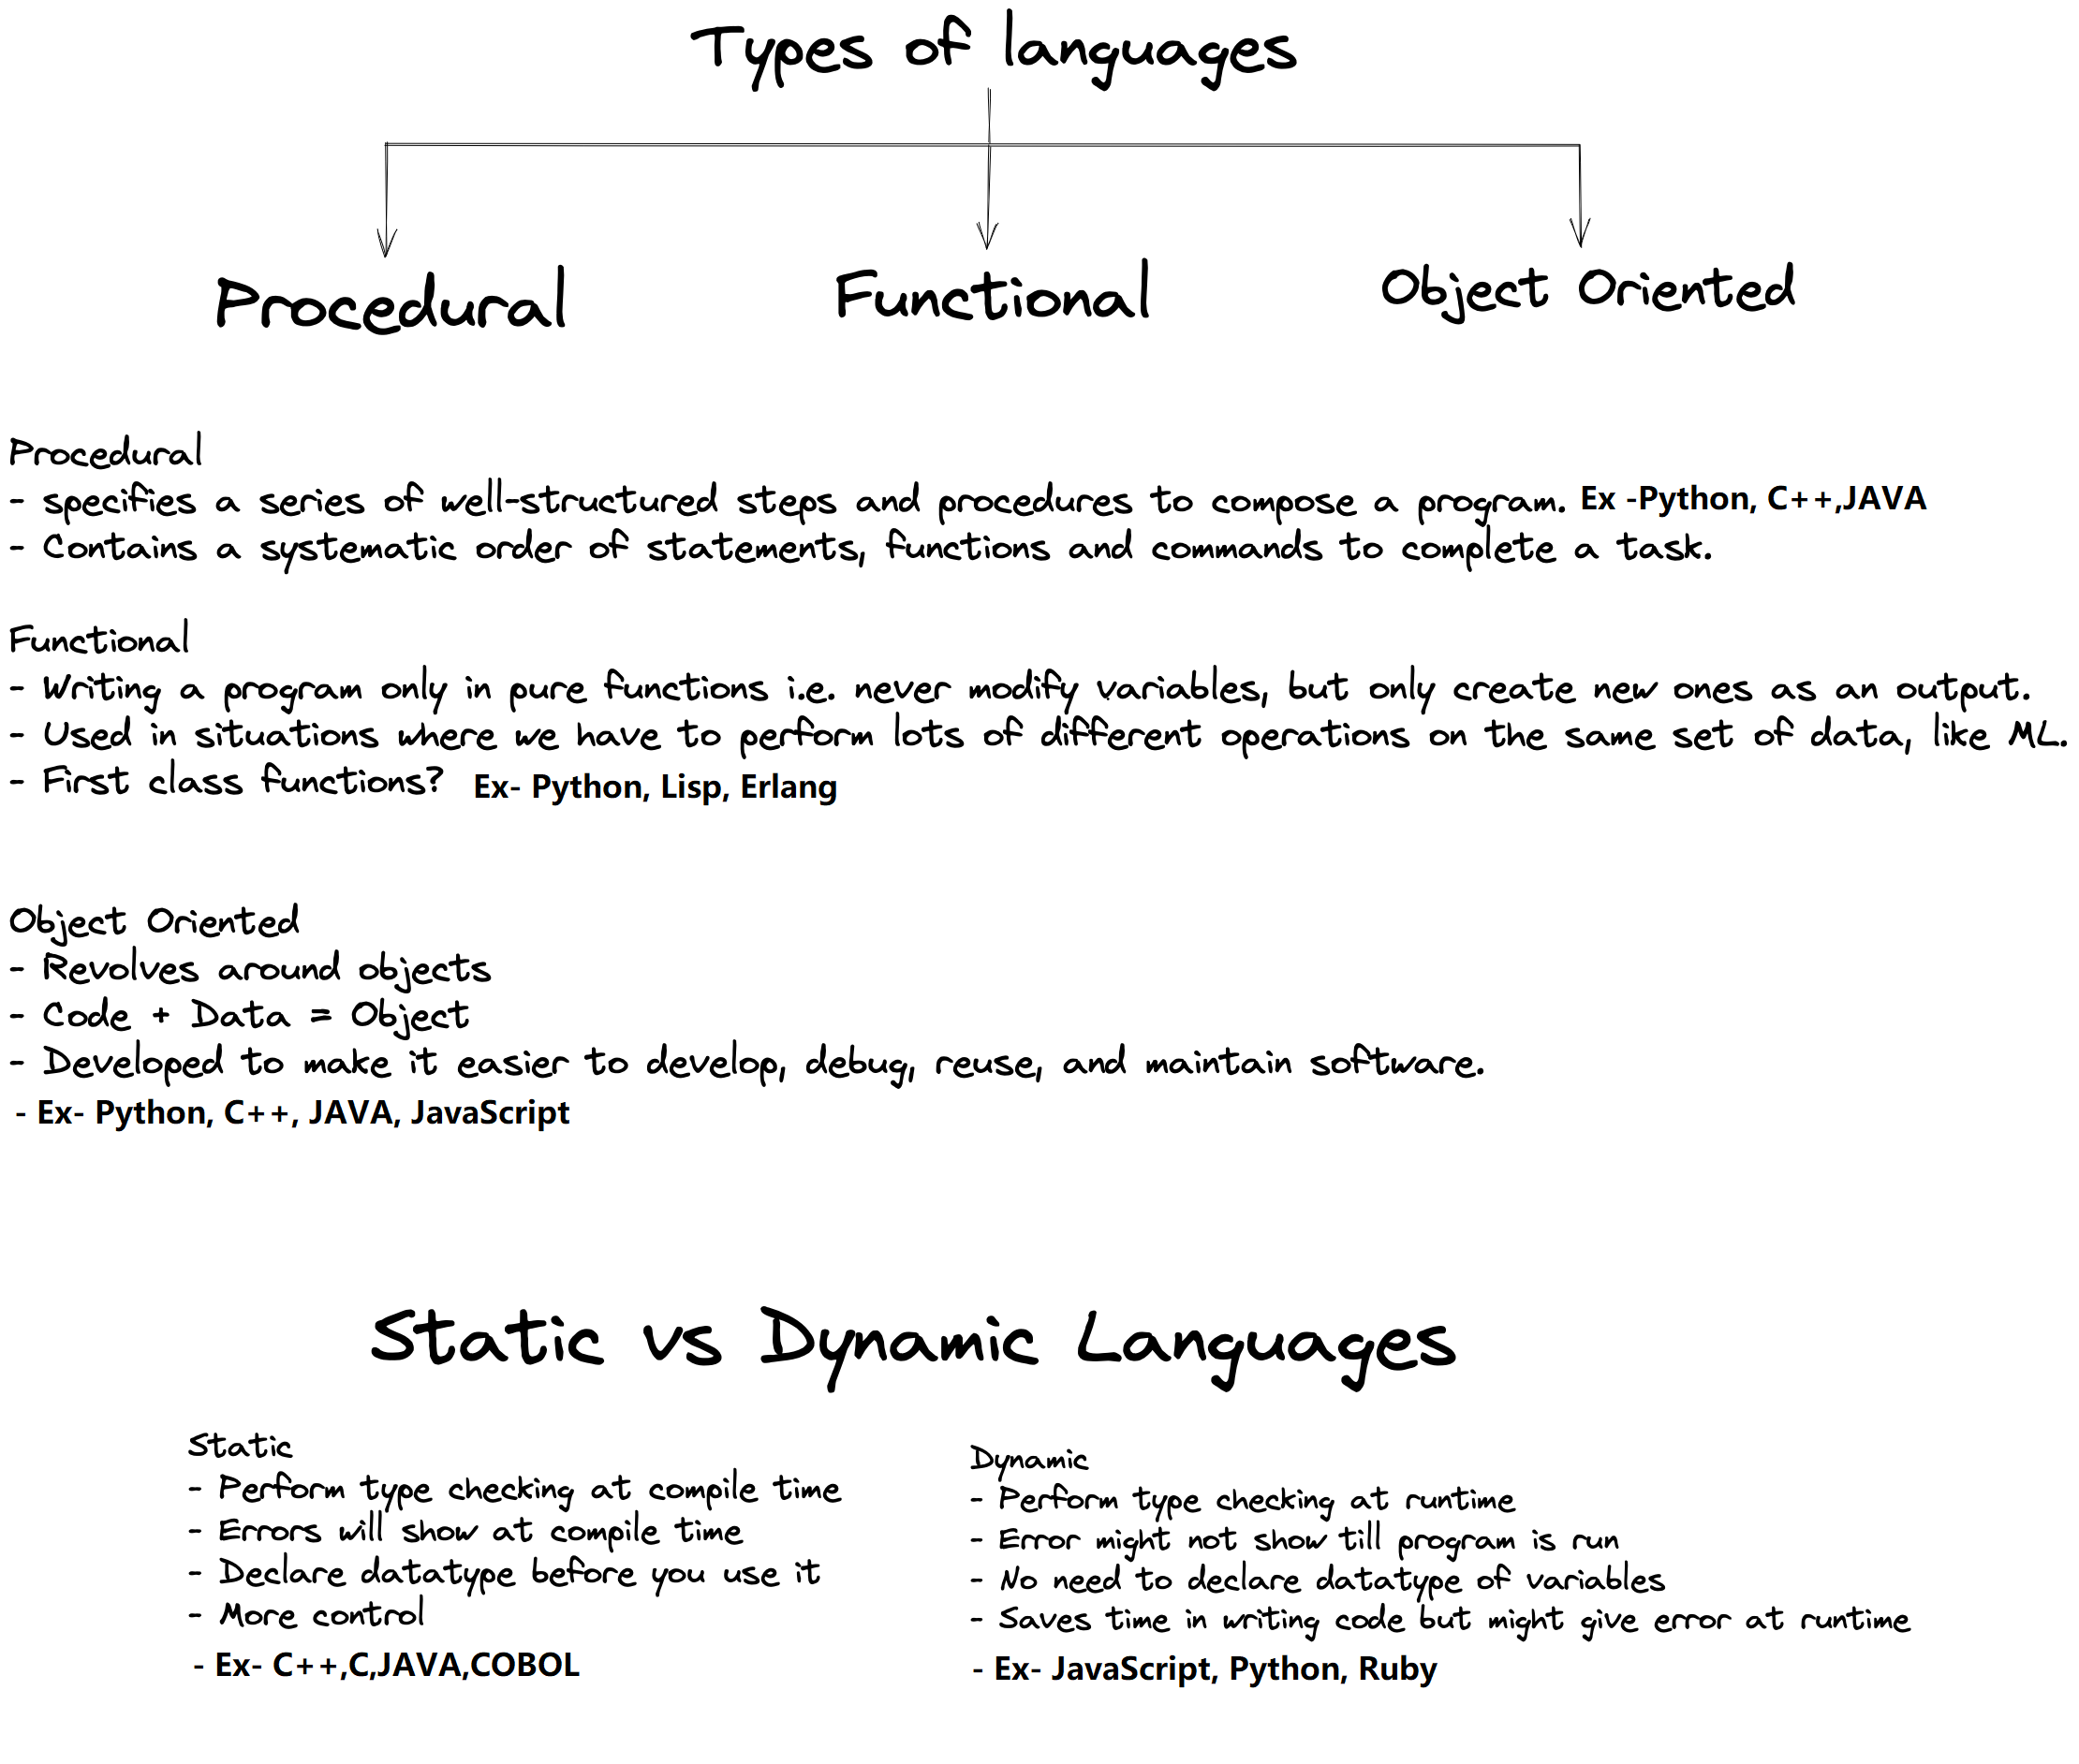 Types of languages
Procedural Functional Object Oriented
Procedural
- specifies a series of well-structured steps and procedures to compose a program. Ex -Python, C++,JAVA
- Contains a systematic order of statements, functions and commands to complete a task.
Functional
- Writing a program only in pure functions i.e. never modify variables, but only create new ones as an output.
- Used in situations where we have to perform lots of different operations on the same set of data, like ML.
- First class functions? Ex- Python, Lisp, Erlang
Object Oriented
- Revolves around objects
- Code + Data = Object
- Developed to make it easier to develop, debug, reuse, and maintain software.
- Ex- Python, C++, JAVA, JavaScript
Static vs Dynamic Languages
Static
- Perform type checking at compile time
- Errors will show at compile time
- Declare datatype before you use it
- More control
- Ex- C++,C,JAVA,COBOL
Dynamic
- Perform type checking at runtime
- Error might not show till program is run
- No need to declare datatype of variables
- Saves time in writing code but might give error at runtime
- Ex- JavaScript, Python, Ruby